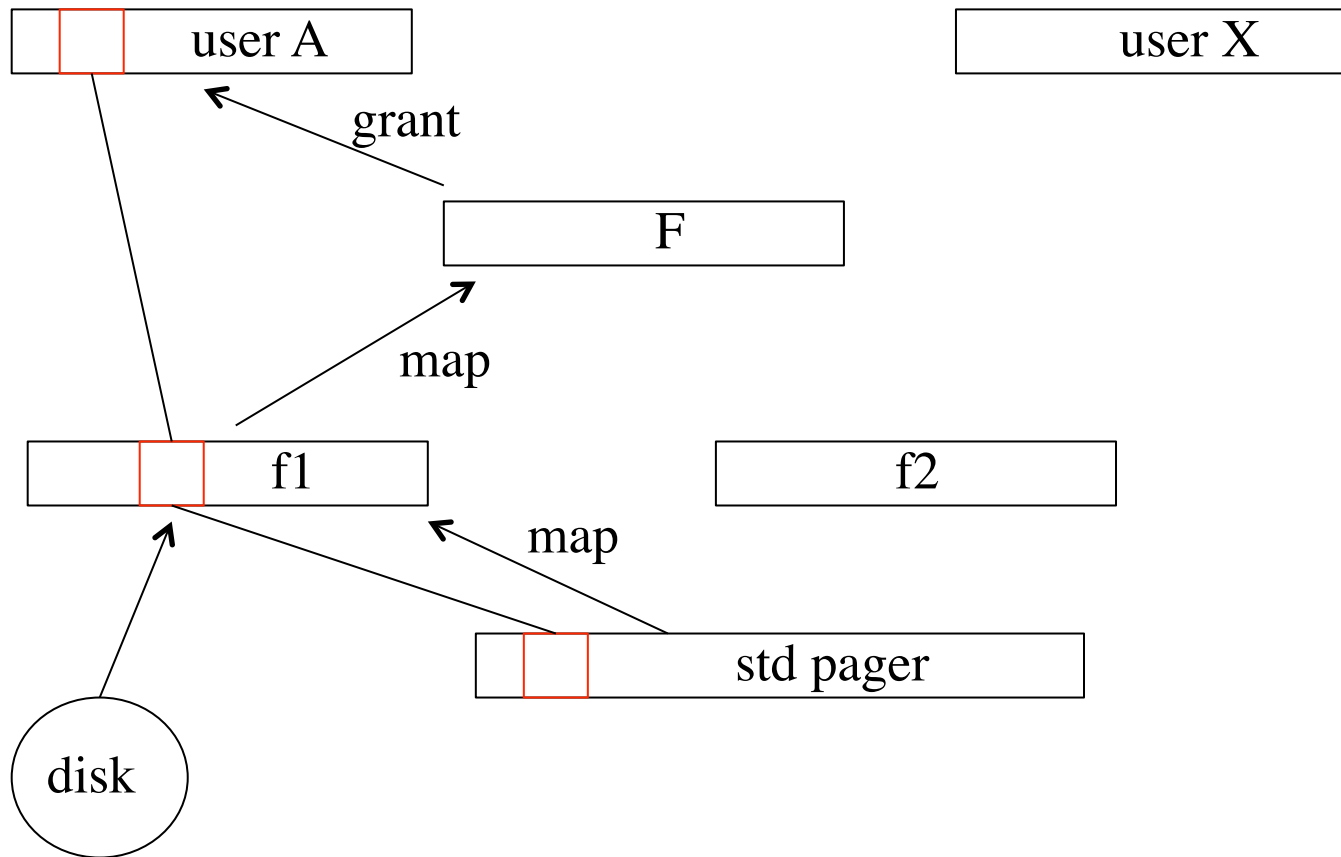 user A
user X
grant
F
map
f1
f2
map
std pager
disk